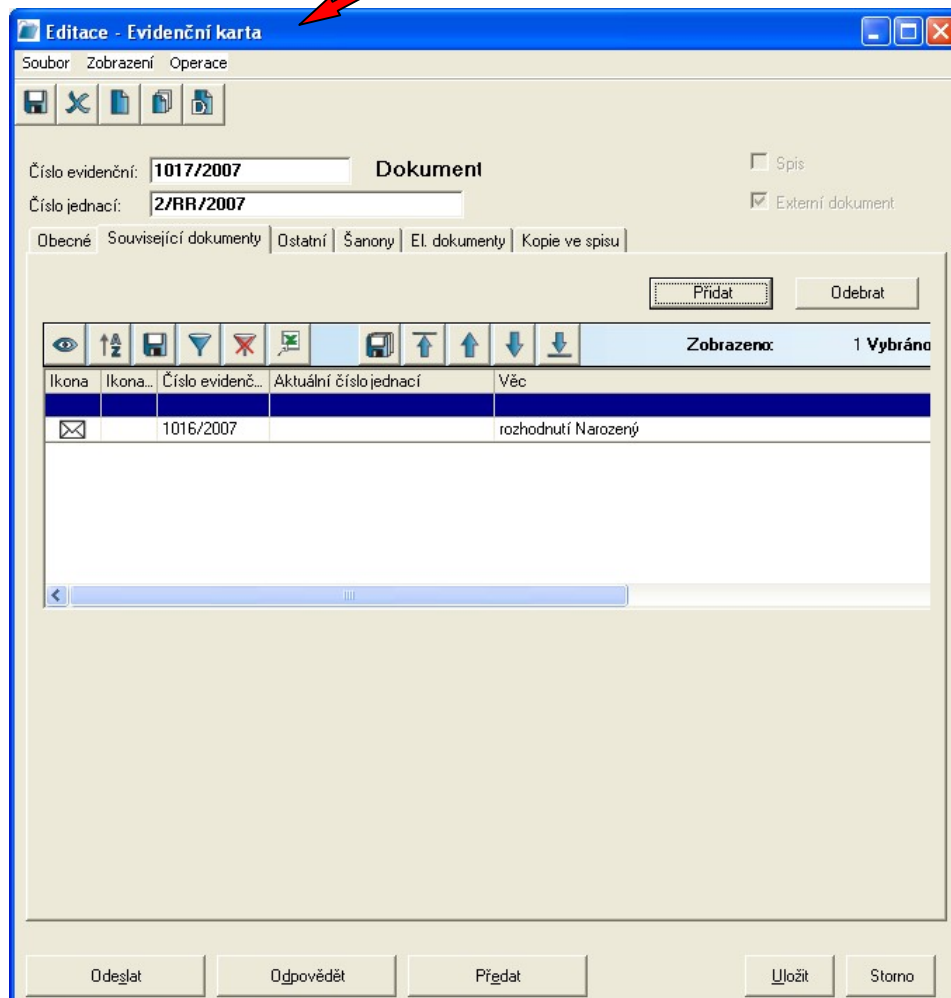 Editace - Evidenční karta
Soubor Zobrazení Operace
Číslo evidenční: 1017/2007 Dokument Spis
Číslo jednací: 2/RR/2007 Externí dokument
Obecné Související dokumenty Ostatní Šanony El. dokumenty Kopie ve spisu
Přidat Odebrat
Zobrazeno: 1 Vybráno
Ikona Ikona... Číslo evidenč... Aktuální číslo jednací Věc
1016/2007 rozhodnutí Narozený
Odeslat Odpovědět Předat Uložit Storno